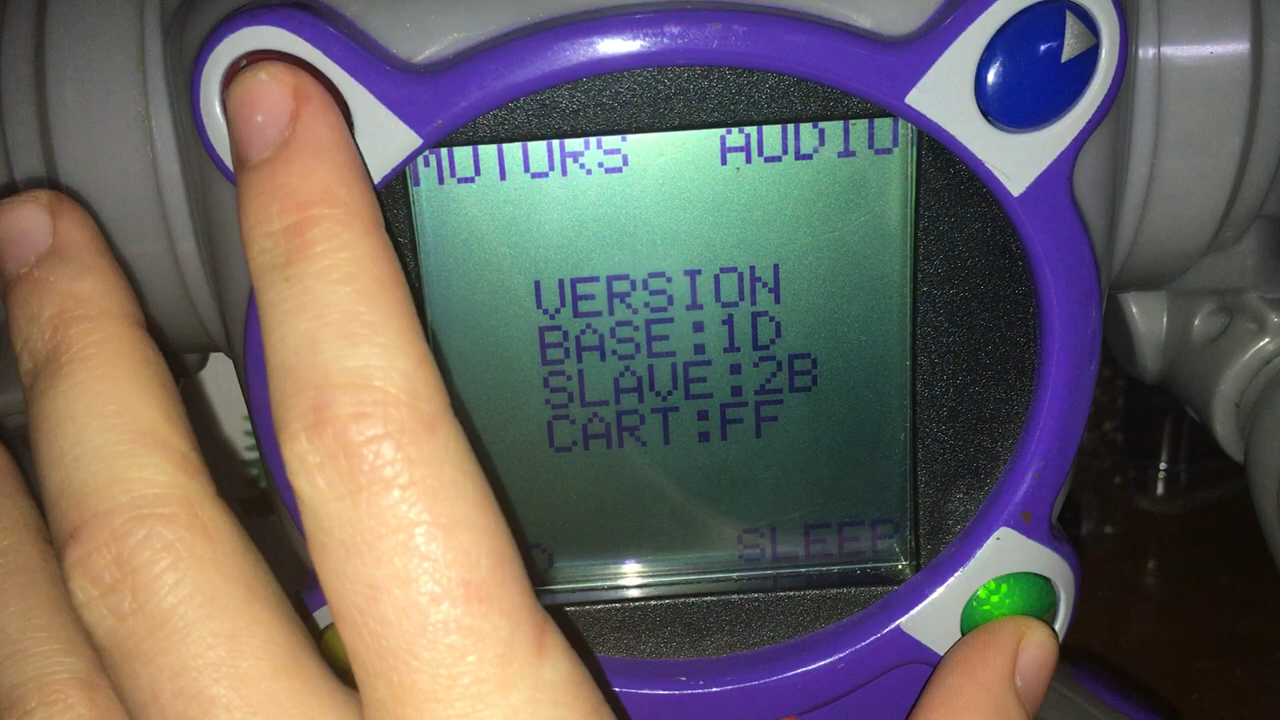 MOTORS AUDIO
VERSION
BASE:1D
SLAVE:2B
CART:FF
SLEEP